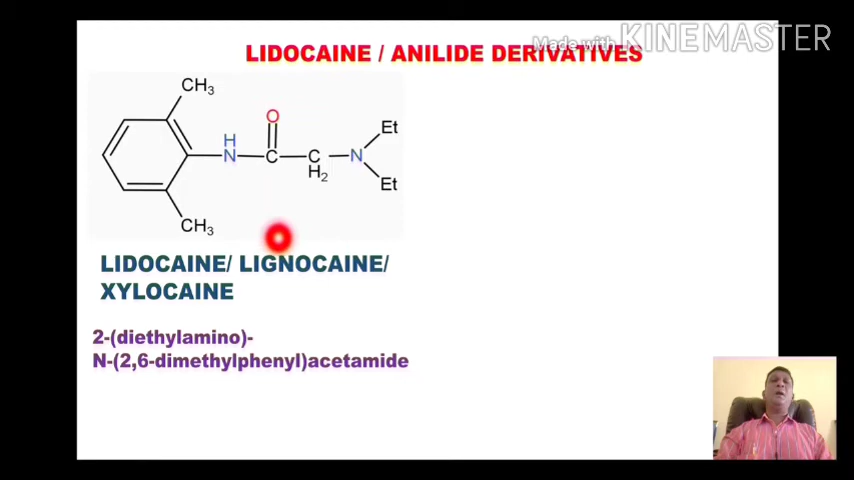 Made with KINEMASTER
LIDOCAINE / ANILIDE DERIVATIVES
CH3
O
Et
H
N
C
C
H2
N
Et
CH3
LIDOCAINE/ LIGNOCAINE/
XYLOCAINE
2-(diethylamino)-
N-(2,6-dimethylphenyl)acetamide